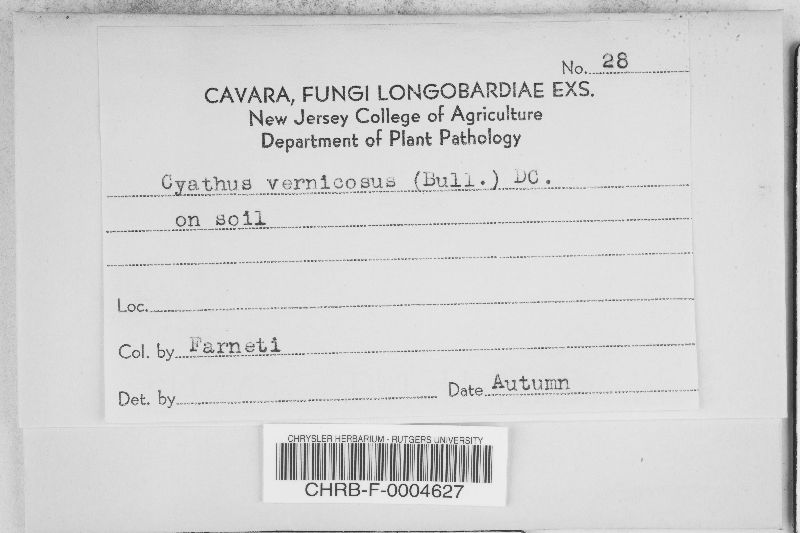 No. 28
CAVARA, FUNGI LONGOBARDIAE EXS.
New Jersey College of Agriculture
Department of Plant Pathology
Cyathus vernicosus (Bull.) DC.
on soil
Loc.
Col. by Farneti
Det. by
Date Autumn
CHRYSLER HERBARIUM - RUTGERS UNIVERSITY
CHRB-F-0004627